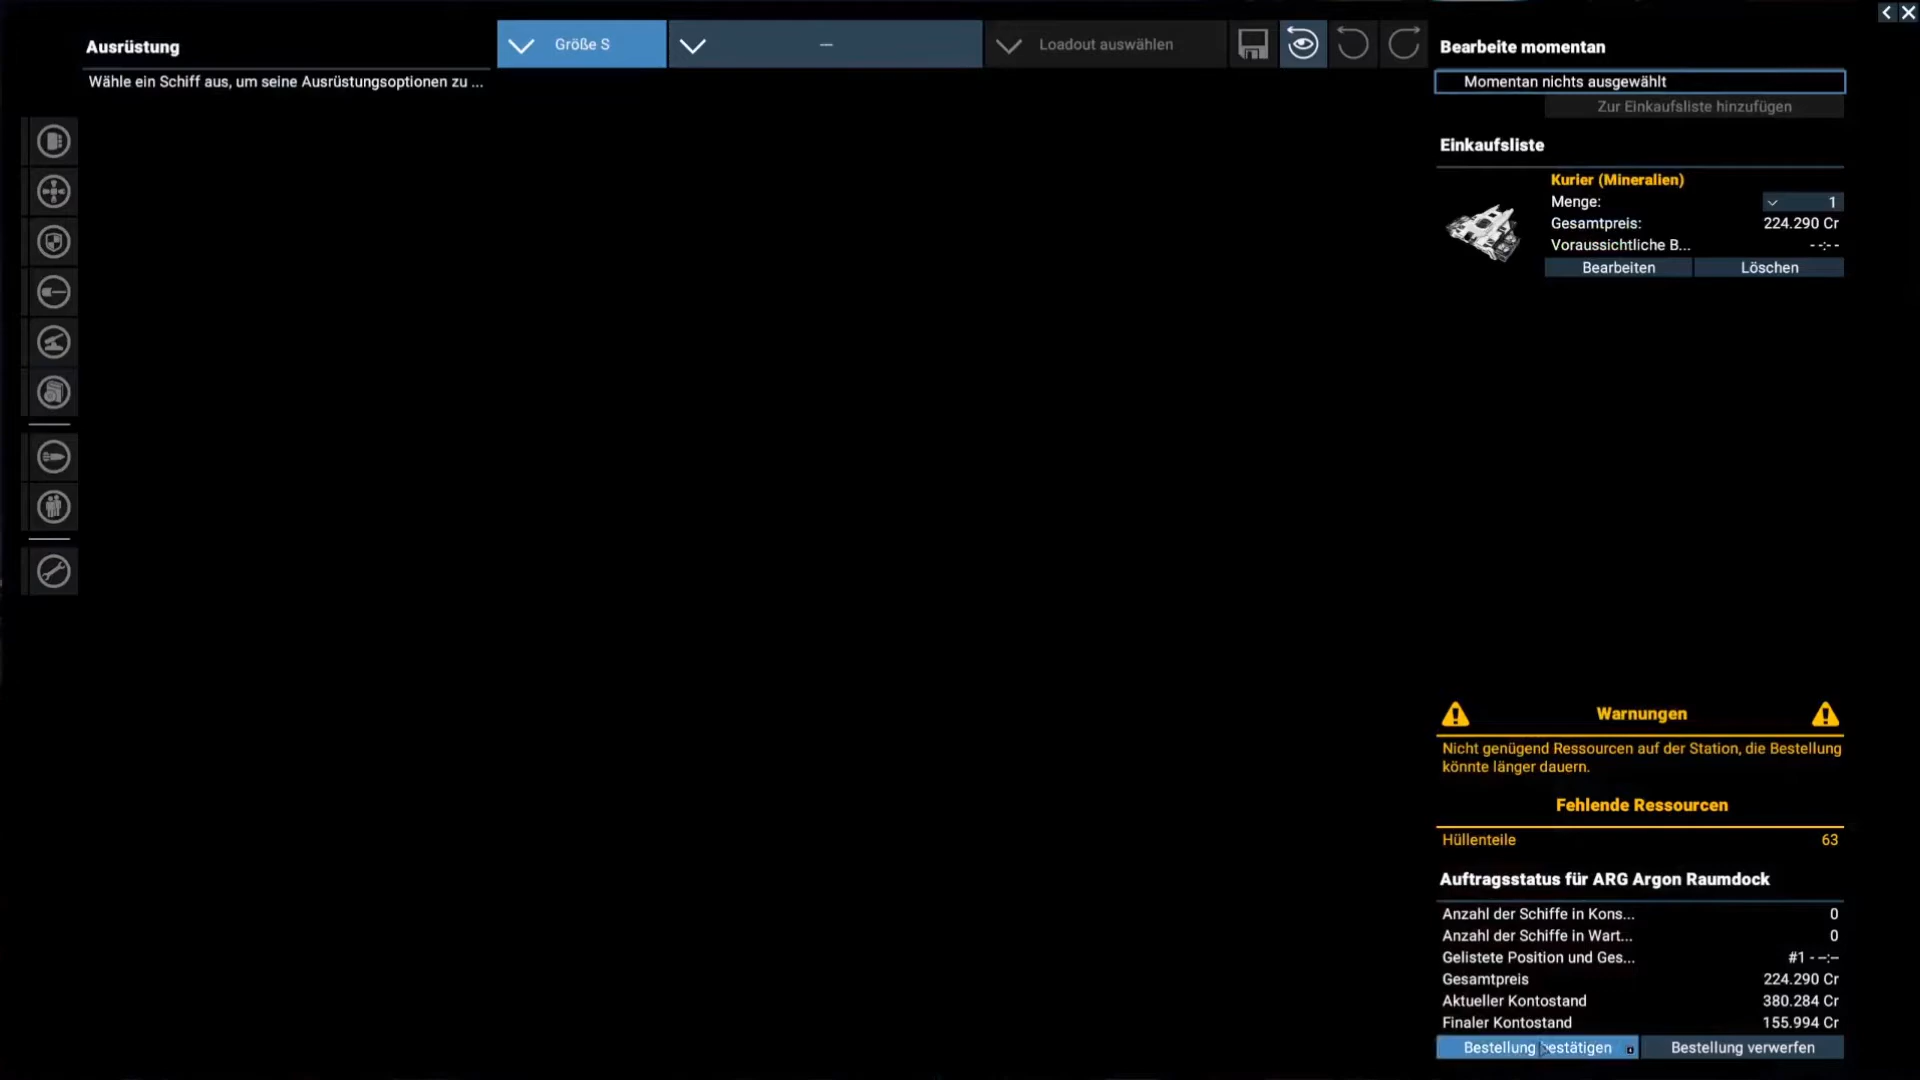 Ausrüstung
Wähle ein Schiff aus, um seine Ausrüstungsoptionen zu ...
Größe S
—
Loadout auswählen
Bearbeite momentan
Momentan nichts ausgewählt
Zur Einkaufsliste hinzufügen
Einkaufsliste
Kurier (Mineralien)
Menge: 1
Gesamtpreis: 224.290 Cr
Voraussichtliche B... --:--
Bearbeiten Löschen
Warnungen
Nicht genügend Ressourcen auf der Station, die Bestellung
könnte länger dauern.
Fehlende Ressourcen
Hüllenteile 63
Auftragsstatus für ARG Argon Raumdock
Anzahl der Schiffe in Kons... 0
Anzahl der Schiffe in Wart... 0
Gelistete Position und Ges... #1 - --:--
Gesamtpreis 224.290 Cr
Aktueller Kontostand 380.284 Cr
Finaler Kontostand 155.994 Cr
Bestellung bestätigen Bestellung verwerfen